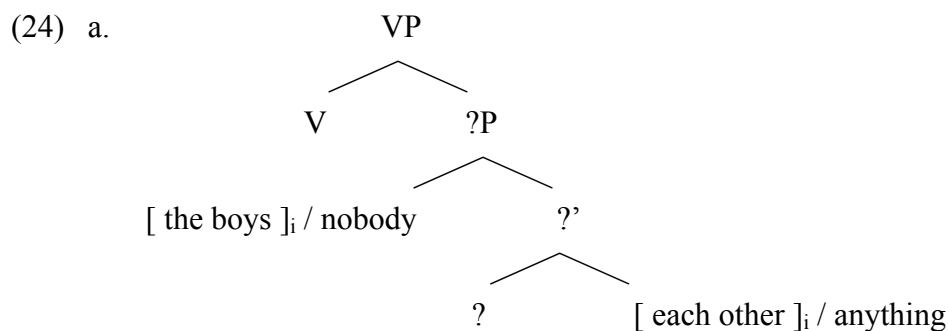 (24) a. VP
V ?P
[ the boys ]i / nobody ?’
? [ each other ]i / anything